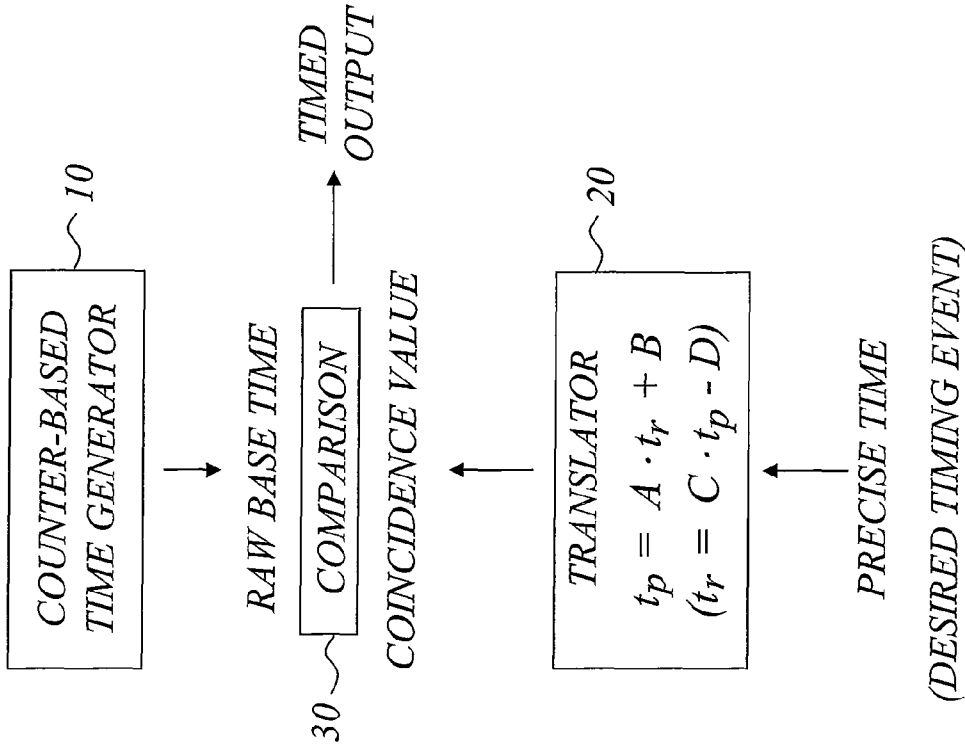 COUNTER-BASED
TIME GENERATOR
10
RAW BASE TIME
COMPARISON
30
COINCIDENCE VALUE
TIMED
OUTPUT
TRANSLATOR
t_p = A · t_r + B
(t_r = C · t_p - D)
20
PRECISE TIME
(DESIRED TIMING EVENT)